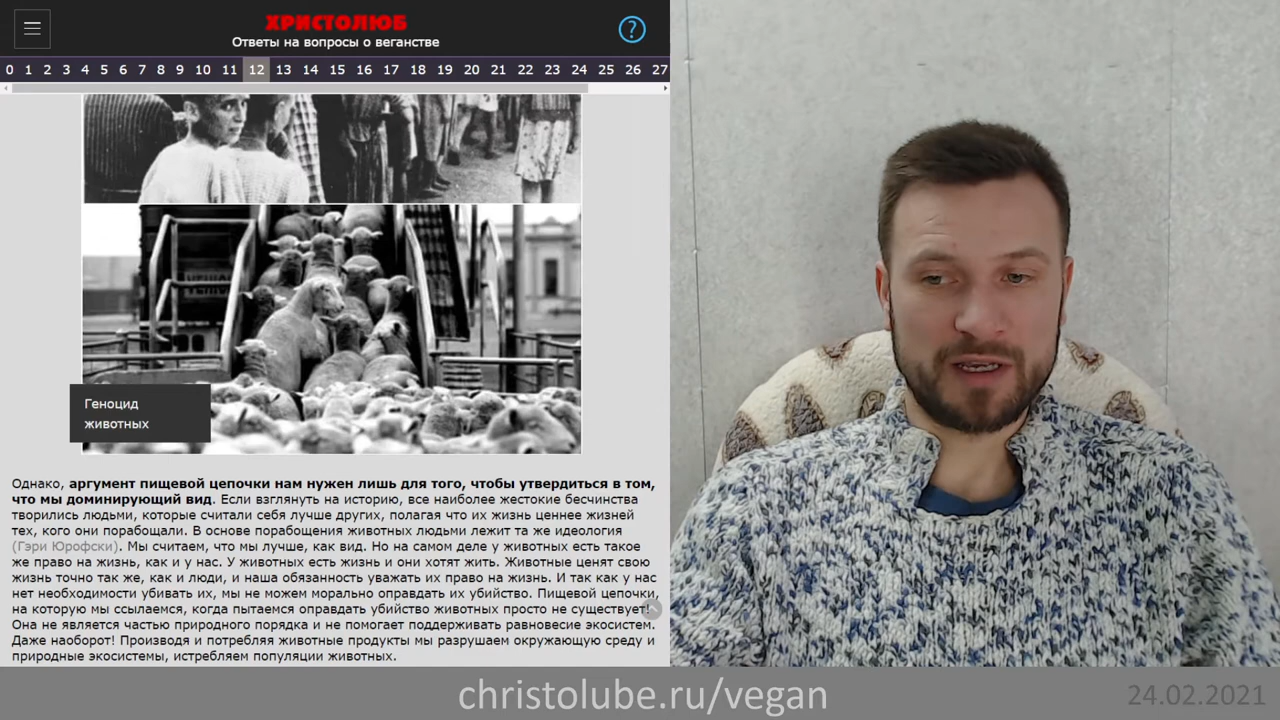 ХРИСТОЛЮБ
Ответы на вопросы о веганстве
0 1 2 3 4 5 6 7 8 9 10 11 12 13 14 15 16 17 18 19 20 21 22 23 24 25 26 27
Геноцид
животных
Однако, аргумент пищевой цепочки нам нужен лишь для того, чтобы утвердиться в том,
что мы доминирующий вид. Если взглянуть на историю, все наиболее жестокие бесчинства
творились людьми, которые считали себя лучше других, полагая что их жизнь ценнее жизней
тех, кого они порабощали. В основе порабощения животных людьми лежит та же идеология
(Гэри Юрофски). Мы считаем, что мы лучше, как вид. Но на самом деле у животных есть такое
же право на жизнь, как и у нас. У животных есть жизнь и они хотят жить. Животные ценят свою
жизнь точно так же, как и люди, и наша обязанность уважать их право на жизнь. И так как у нас
нет необходимости убивать их, мы не можем морально оправдать их убийство. Пищевой цепочки,
на которую мы ссылаемся, когда пытаемся оправдать убийство животных просто не существует!
Она не является частью природного порядка и не помогает поддерживать равновесие экосистем.
Даже наоборот! Производя и потребляя животные продукты мы разрушаем окружающую среду и
природные экосистемы, истребляем популяции животных.
christolube.ru/vegan
24.02.2021